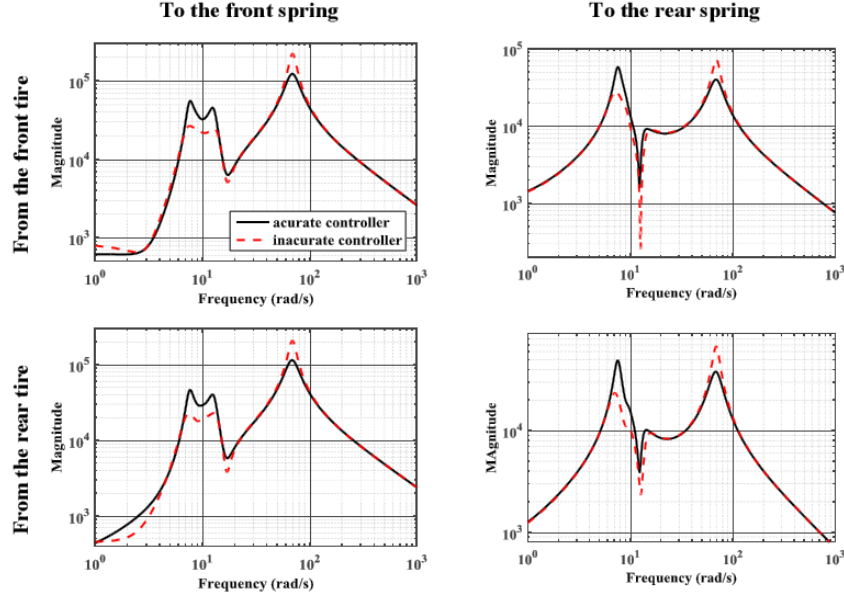 To the front spring
To the rear spring
From the front tire
Magnitude
10^5
10^4
10^3
acurate controller
inacurate controller
10^0
10^1
10^2
10^3
Frequency (rad/s)
Magnitude
10^5
10^4
10^3
10^0
10^1
10^2
10^3
Frequency (rad/s)
From the rear tire
Magnitude
10^5
10^4
10^3
10^0
10^1
10^2
10^3
Frequency (rad/s)
MAgnitude
10^4
10^3
10^0
10^1
10^2
10^3
Frequency (rad/s)